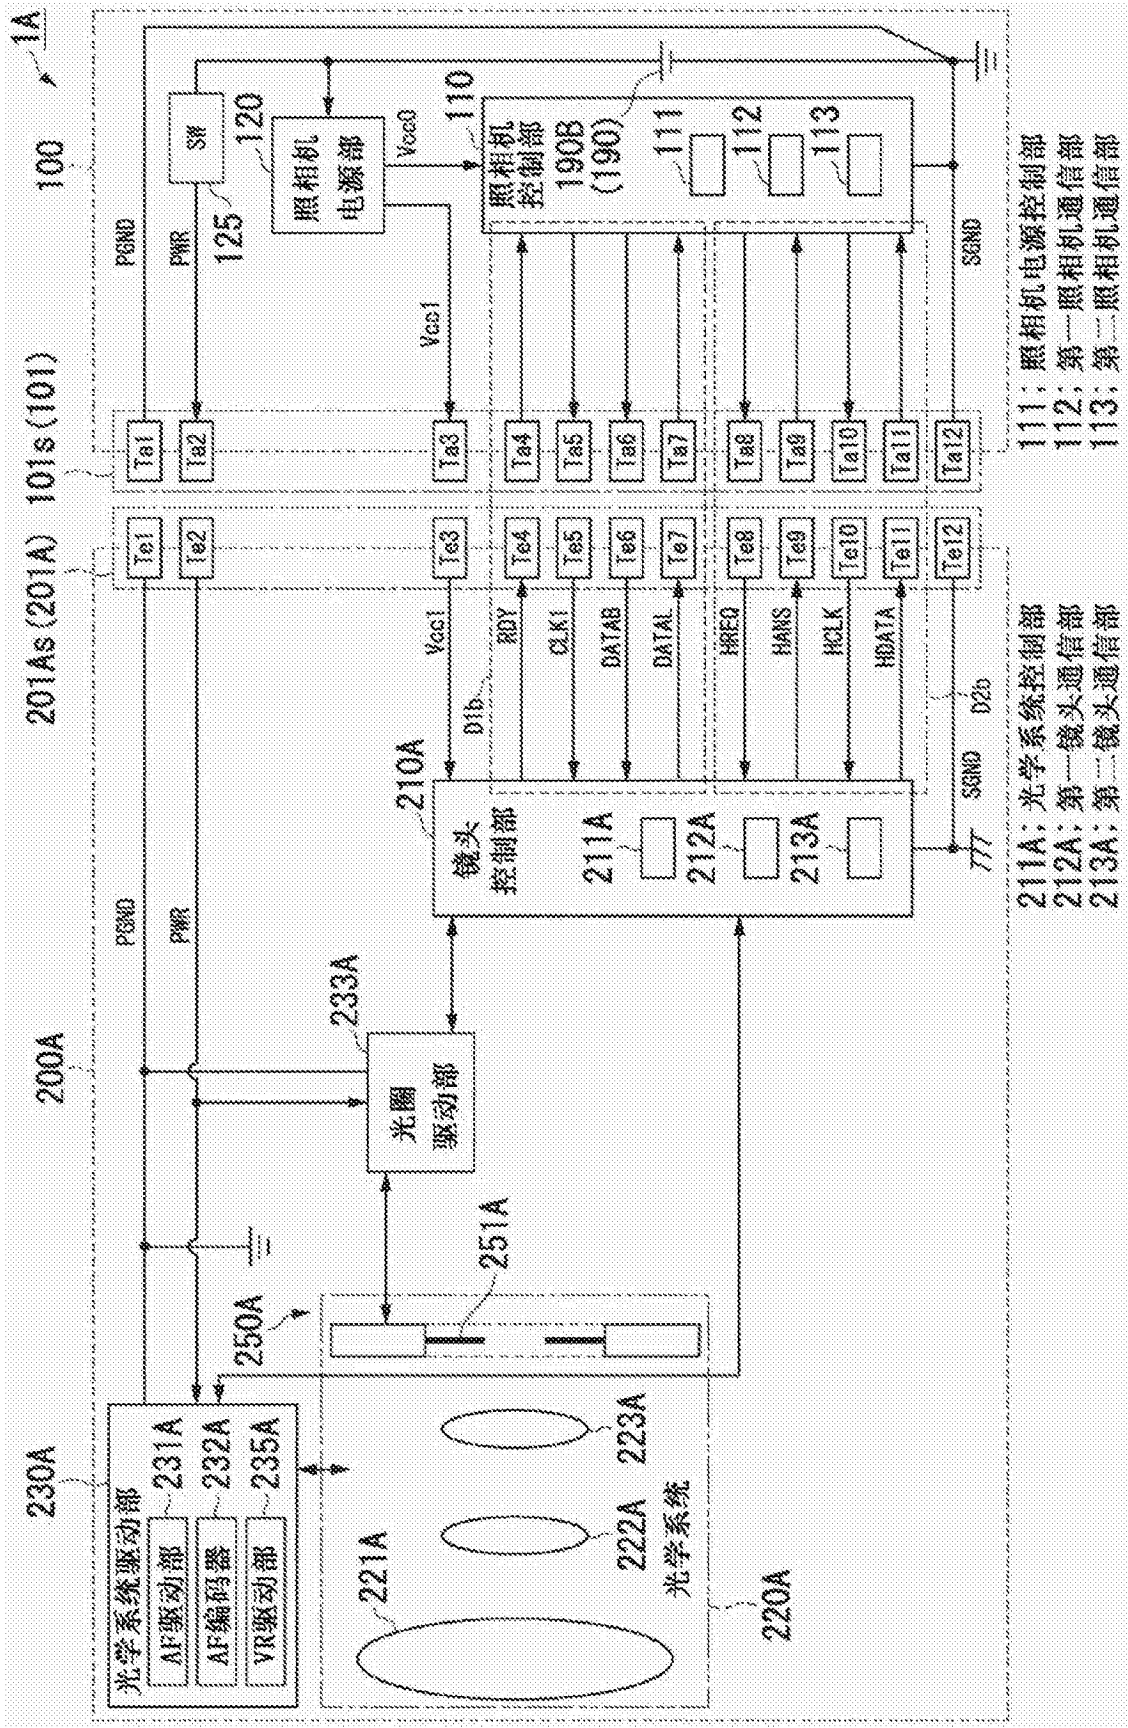 1A
100
200A
101s(101)
201As(201A)
230A
光学系统驱动部
AF驱动部
231A
AF编码器
232A
VR驱动部
235A
250A
251A
221A
222A
223A
光学系统
220A
光圈
驱动部
233A
镜头
控制部
210A
211A
212A
213A
PGND
PWR
Vcc1
RDY
CLK1
DATAB
DATAL
HREQ
HANS
HCLK
HDATA
SGND
D1b
D2b
Te1
Te2
Te3
Te4
Te5
Te6
Te7
Te8
Te9
Te10
Te11
Te12
Ta1
Ta2
Ta3
Ta4
Ta5
Ta6
Ta7
Ta8
Ta9
Ta10
Ta11
Ta12
PGND
PWR
Vcc1
Vcc0
SGND
SW
125
照相机
电源部
120
照相机
控制部
110
190B
(190)
111
112
113
211A;光学系统控制部
212A;第一镜头通信部
213A;第二镜头通信部
111;照相机电源控制部
112;第一照相机通信部
113;第二照相机通信部